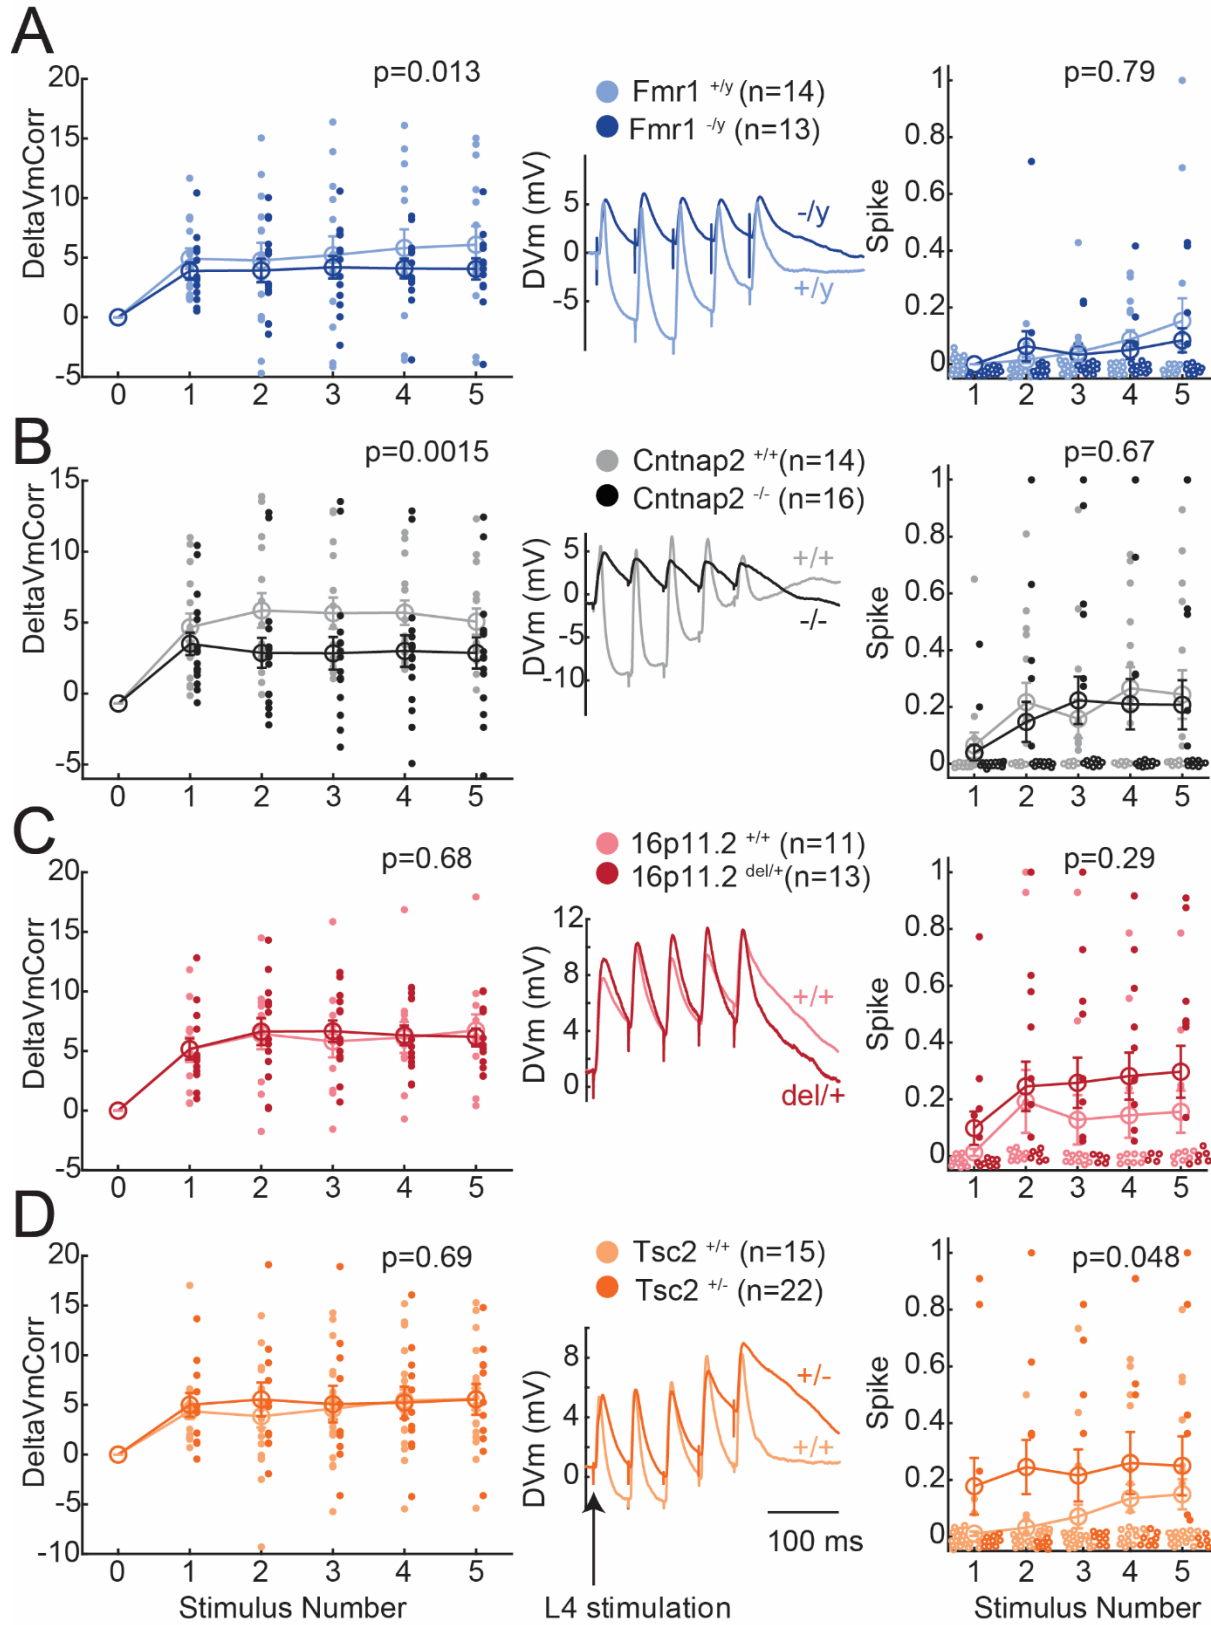 A
p=0.013
Fmr1 +/y (n=14)
Fmr1 -/y (n=13)
p=0.79
DeltaVmCorr
20
15
10
5
0
-5
0 1 2 3 4 5
DVm (mV)
5
0
-5
-/y
+/y
Spike
1
0.8
0.6
0.4
0.2
0
1 2 3 4 5
B
p=0.0015
Cntnap2 +/+(n=14)
Cntnap2 -/- (n=16)
p=0.67
DeltaVmCorr
15
10
5
0
-5
0 1 2 3 4 5
DVm (mV)
5
0
-5
-10
+/+
-/-
Spike
1
0.8
0.6
0.4
0.2
0
1 2 3 4 5
C
p=0.68
16p11.2 +/+ (n=11)
16p11.2 del/+(n=13)
p=0.29
DeltaVmCorr
20
15
10
5
0
-5
0 1 2 3 4 5
DVm (mV)
12
8
4
0
+/+
del/+
Spike
1
0.8
0.6
0.4
0.2
0
1 2 3 4 5
D
p=0.69
Tsc2 +/+ (n=15)
Tsc2 +/- (n=22)
p=0.048
DeltaVmCorr
20
15
10
5
0
-5
-10
0 1 2 3 4 5
Stimulus Number
DVm (mV)
8
4
0
+/-
+/+
100 ms
L4 stimulation
Spike
1
0.8
0.6
0.4
0.2
0
1 2 3 4 5
Stimulus Number